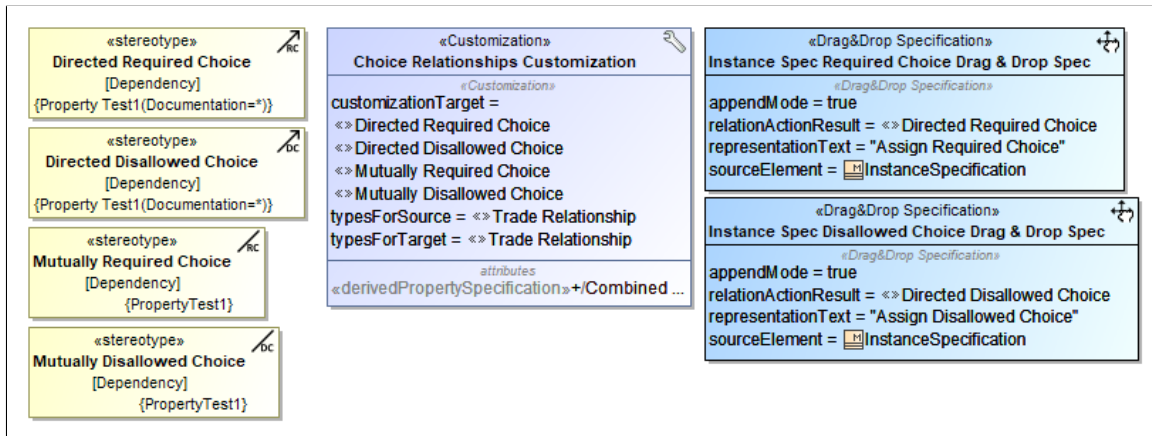 «stereotype»
RC
Directed Required Choice
[Dependency]
{Property Test1(Documentation=*)}
«stereotype»
DC
Directed Disallowed Choice
[Dependency]
{Property Test1(Documentation=*)}
«stereotype»
RC
Mutually Required Choice
[Dependency]
{PropertyTest1}
«stereotype»
DC
Mutually Disallowed Choice
[Dependency]
{PropertyTest1}
«Customization»
Choice Relationships Customization
«Customization»
customizationTarget =
«» Directed Required Choice
«» Directed Disallowed Choice
«» Mutually Required Choice
«» Mutually Disallowed Choice
typesForSource = «» Trade Relationship
typesForTarget = «» Trade Relationship
attributes
«derivedPropertySpecification»+/Combined ...
«Drag&Drop Specification»
Instance Spec Required Choice Drag & Drop Spec
«Drag&Drop Specification»
appendMode = true
relationActionResult = «» Directed Required Choice
representationText = "Assign Required Choice"
sourceElement = M InstanceSpecification
«Drag&Drop Specification»
Instance Spec Disallowed Choice Drag & Drop Spec
«Drag&Drop Specification»
appendMode = true
relationActionResult = «» Directed Disallowed Choice
representationText = "Assign Disallowed Choice"
sourceElement = M InstanceSpecification